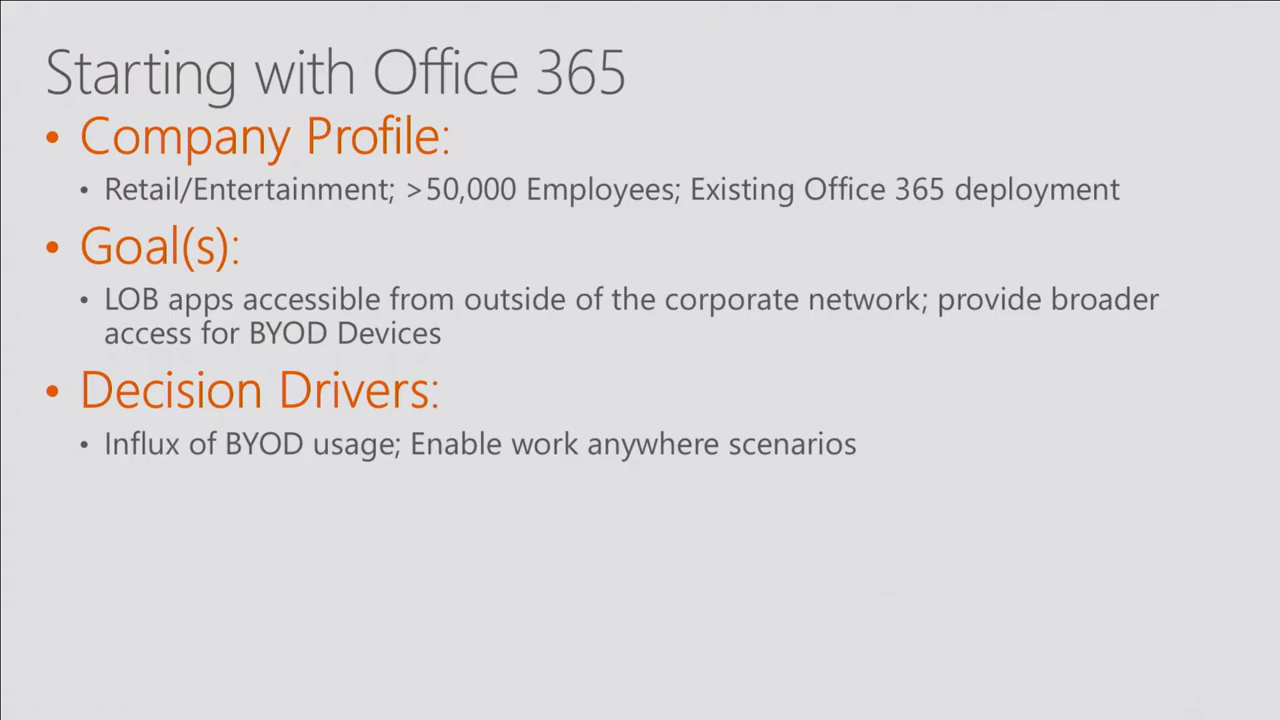 Starting with Office 365
• Company Profile:
• Retail/Entertainment; >50,000 Employees; Existing Office 365 deployment
• Goal(s):
• LOB apps accessible from outside of the corporate network; provide broader
access for BYOD Devices
• Decision Drivers:
• Influx of BYOD usage; Enable work anywhere scenarios